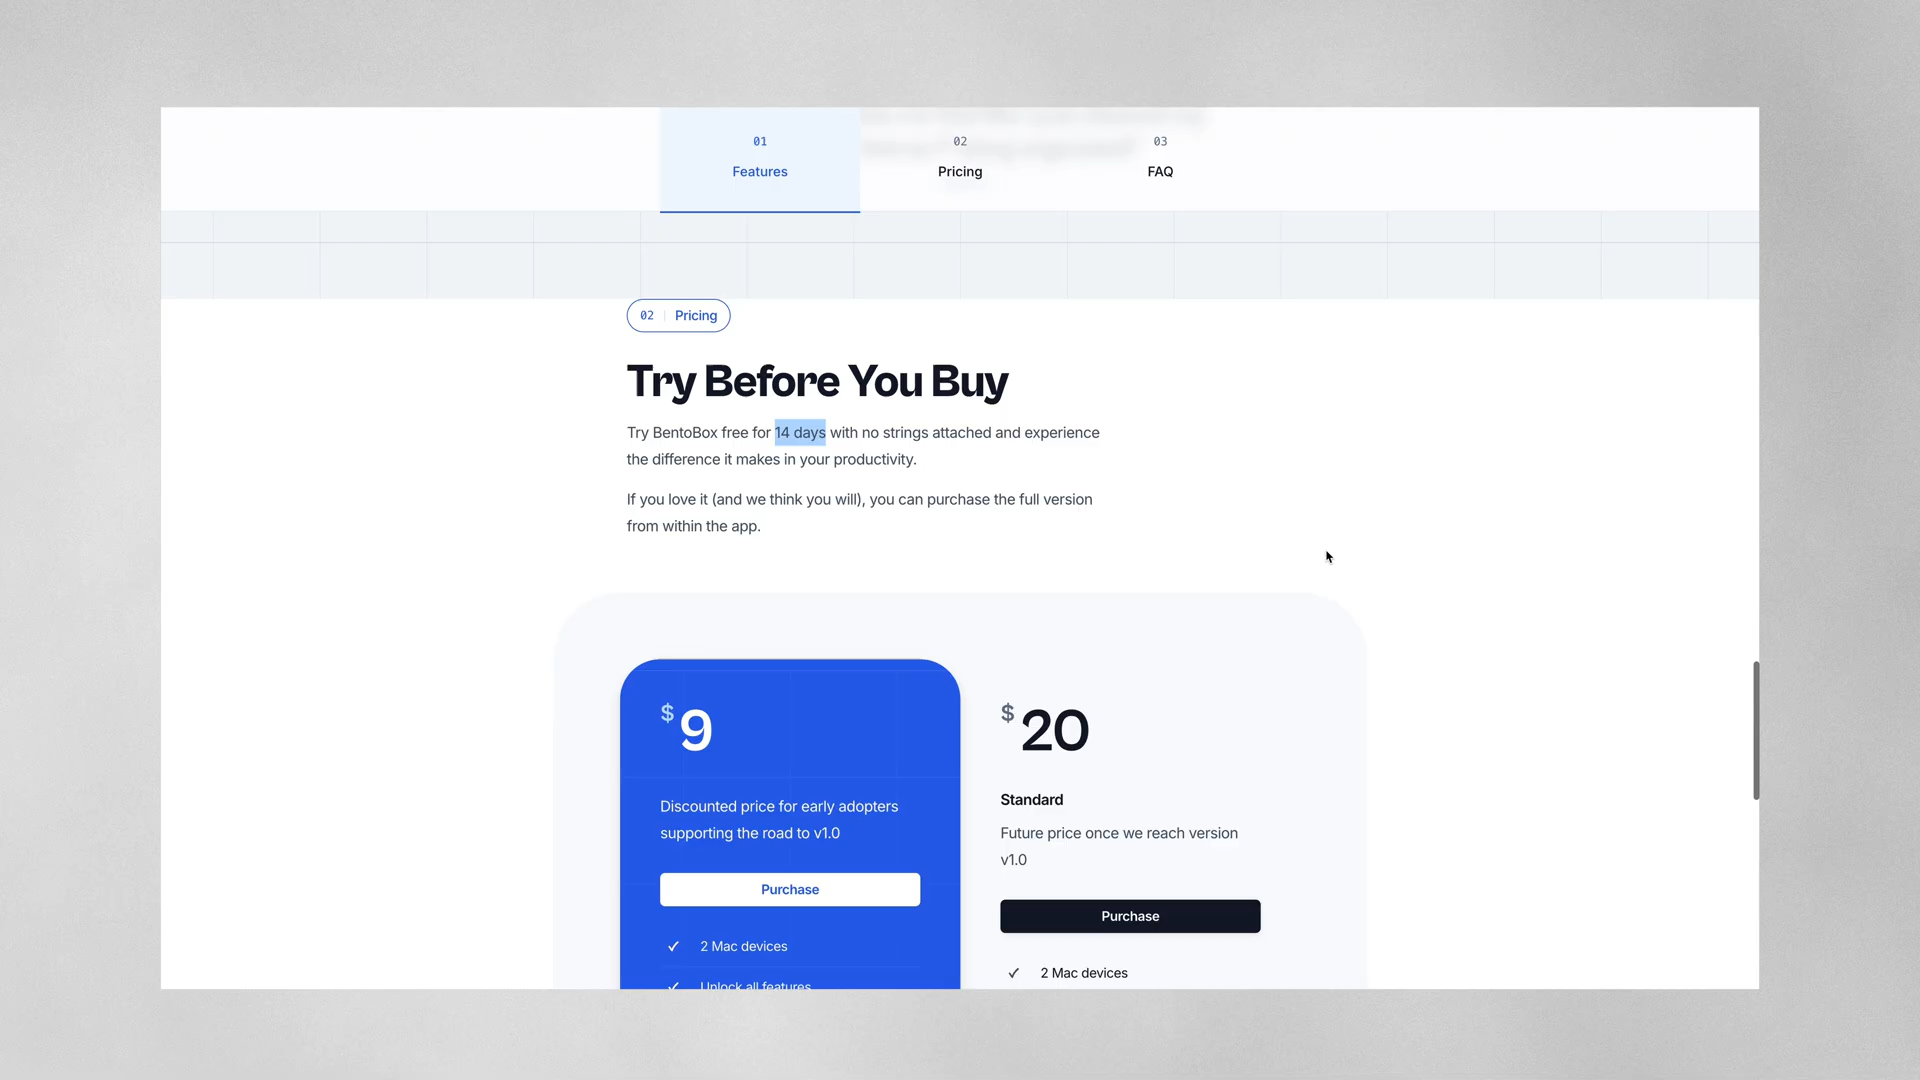 01
Features
02
Pricing
03
FAQ
02 | Pricing
Try Before You Buy
Try BentoBox free for 14 days with no strings attached and experience
the difference it makes in your productivity.
If you love it (and we think you will), you can purchase the full version
from within the app.
$9
Discounted price for early adopters
supporting the road to v1.0
Purchase
✓ 2 Mac devices
✓ Unlock all features
$20
Standard
Future price once we reach version
v1.0
Purchase
✓ 2 Mac devices